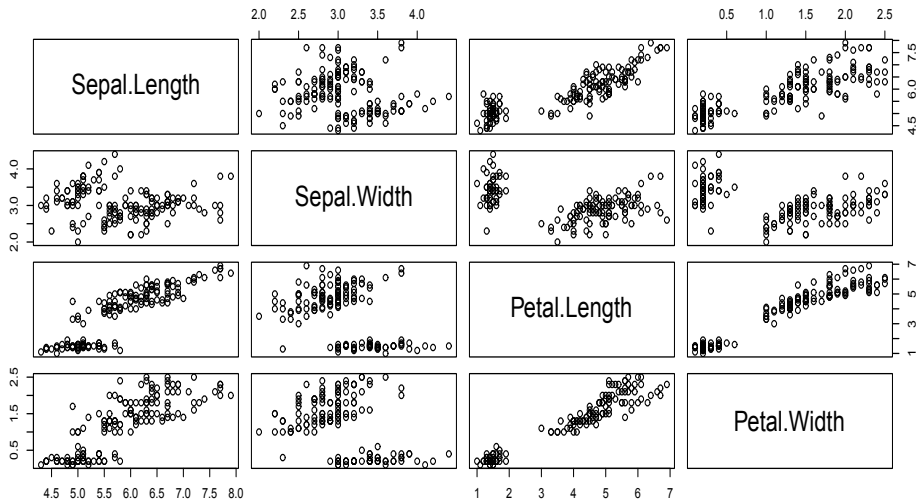 2.0 2.5 3.0 3.5 4.0
0.5 1.0 1.5 2.0 2.5
Sepal.Length
4.5 6.0 7.5
2.0 3.0 4.0
Sepal.Width
Petal.Length
1 3 5 7
0.5 1.5 2.5
Petal.Width
4.5 5.5 6.0 6.5 7.0 7.5 8.0
1 2 3 4 5 6 7